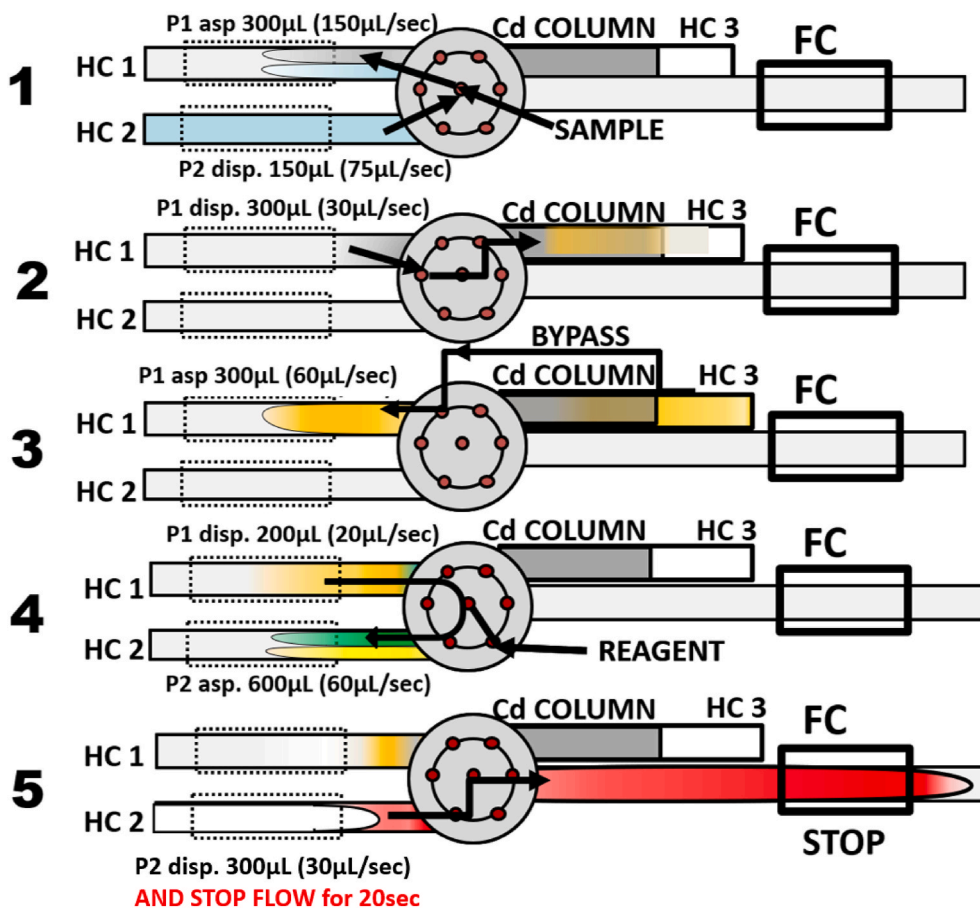 P1 asp 300µL (150µL/sec)
Cd COLUMN
HC 3
FC
1
HC 1
HC 2
SAMPLE
P2 disp. 150µL (75µL/sec)
P1 disp. 300µL (30µL/sec)
Cd COLUMN
HC 3
FC
2
HC 1
HC 2
BYPASS
P1 asp 300µL (60µL/sec)
Cd COLUMN
HC 3
FC
3
HC 1
HC 2
P1 disp. 200µL (20µL/sec)
Cd COLUMN
HC 3
FC
4
HC 1
HC 2
REAGENT
P2 asp. 600µL (60µL/sec)
Cd COLUMN
HC 3
FC
5
HC 1
HC 2
STOP
P2 disp. 300µL (30µL/sec)
AND STOP FLOW for 20sec